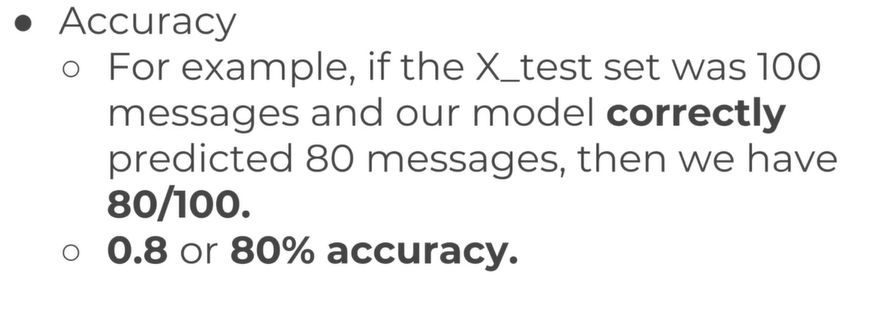 ● Accuracy
○ For example, if the X_test set was 100
messages and our model correctly
predicted 80 messages, then we have
80/100.
○ 0.8 or 80% accuracy.